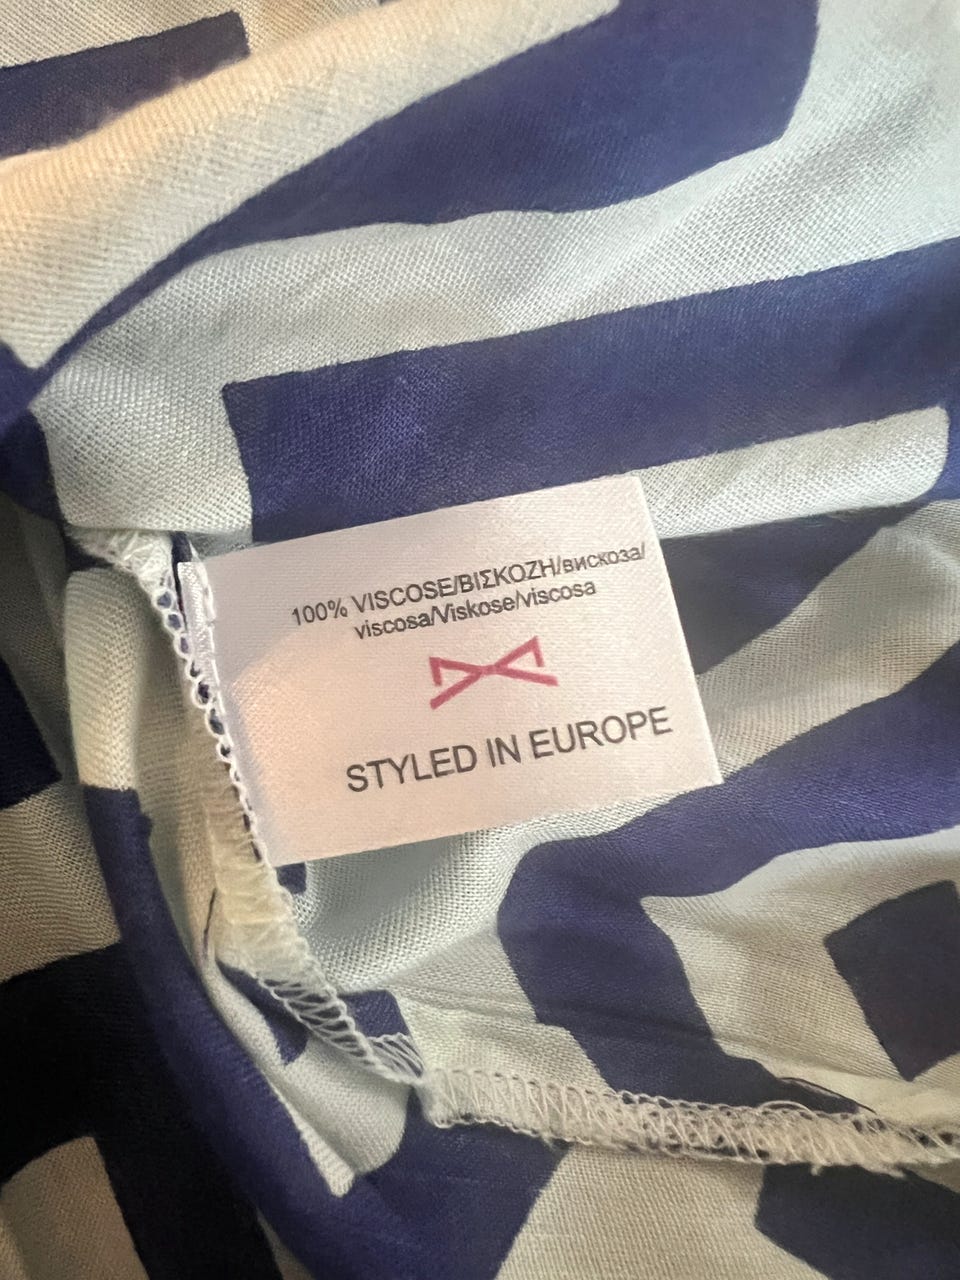 100% VISCOSE/ΒΙΣΚΟΖΗ/вискоза/
viscosa/Viskose/viscosa
STYLED IN EUROPE